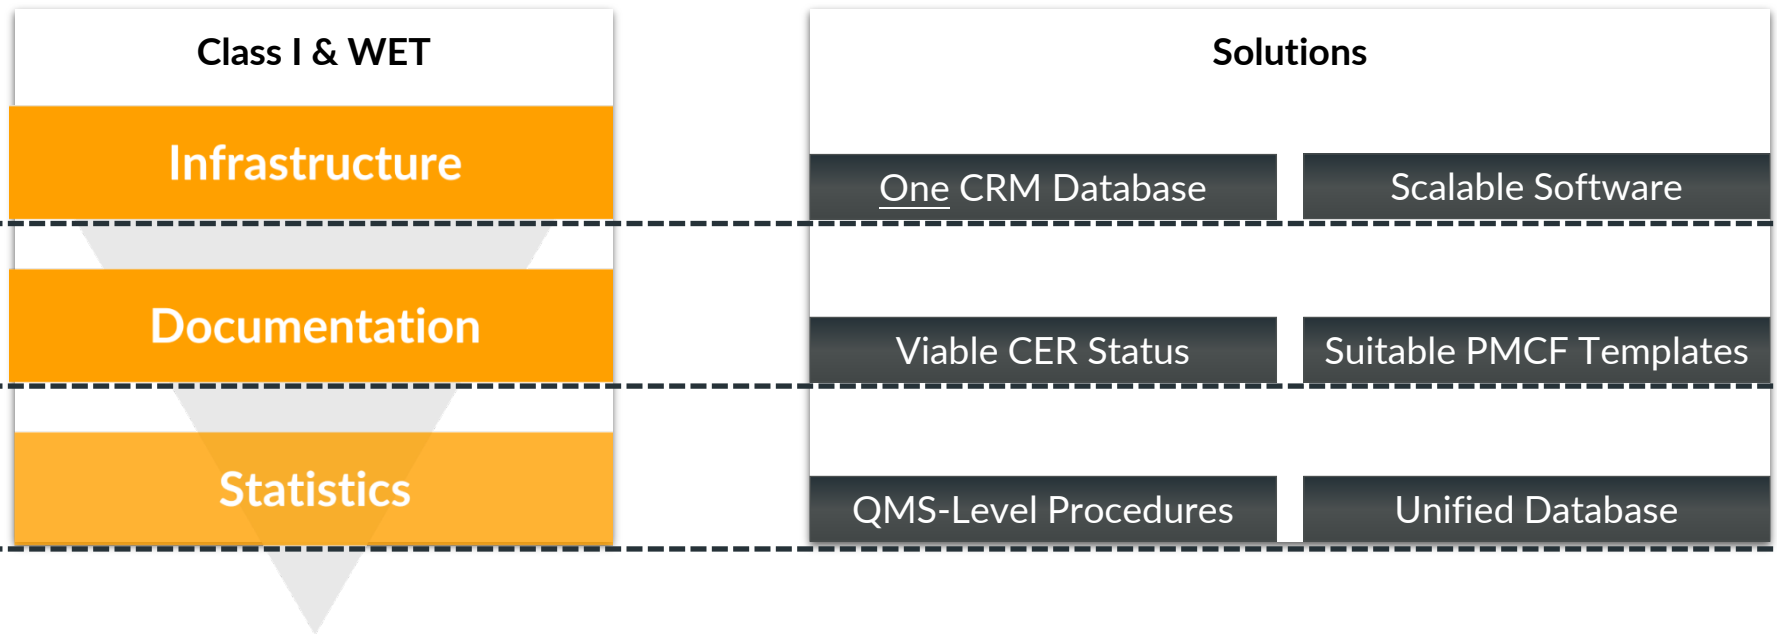 Class I & WET
Solutions
Infrastructure
One CRM Database
Scalable Software
Documentation
Viable CER Status
Suitable PMCF Templates
Statistics
QMS-Level Procedures
Unified Database